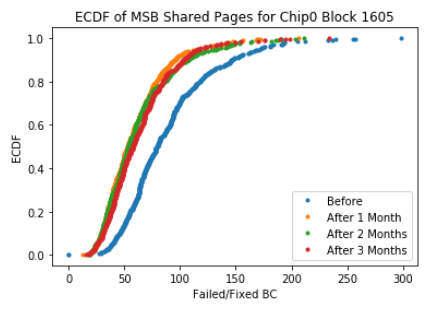 ECDF of MSB Shared Pages for Chip0 Block 1605
1.0
0.8
0.6
0.4
0.2
0.0
ECDF
Before
After 1 Month
After 2 Months
After 3 Months
0 50 100 150 200 250 300
Failed/Fixed BC